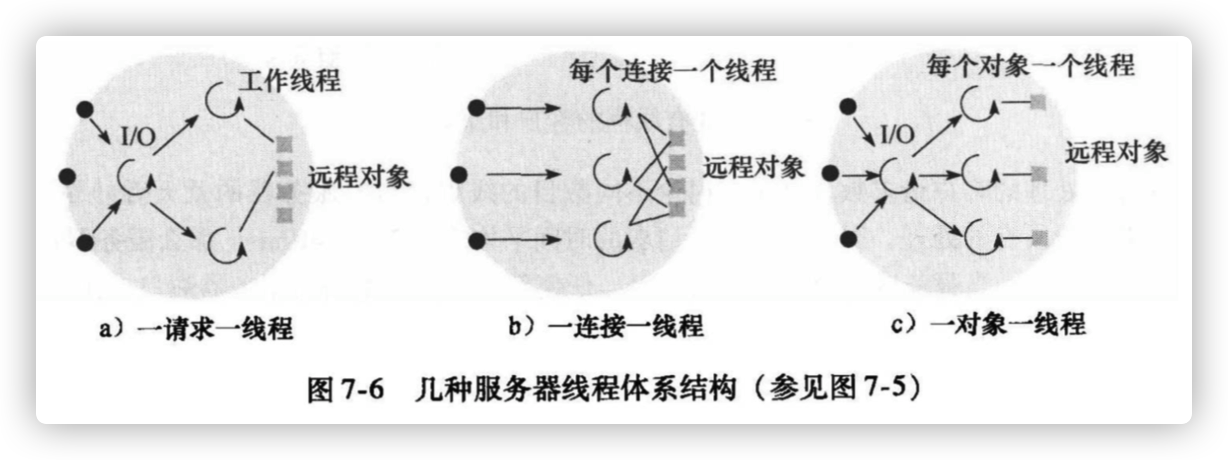 工作线程
I/O
远程对象
a）一请求一线程
每个连接一个线程
远程对象
b）一连接一线程
每个对象一个线程
I/O
远程对象
c）一对象一线程
图 7-6 几种服务器线程体系结构（参见图 7-5）